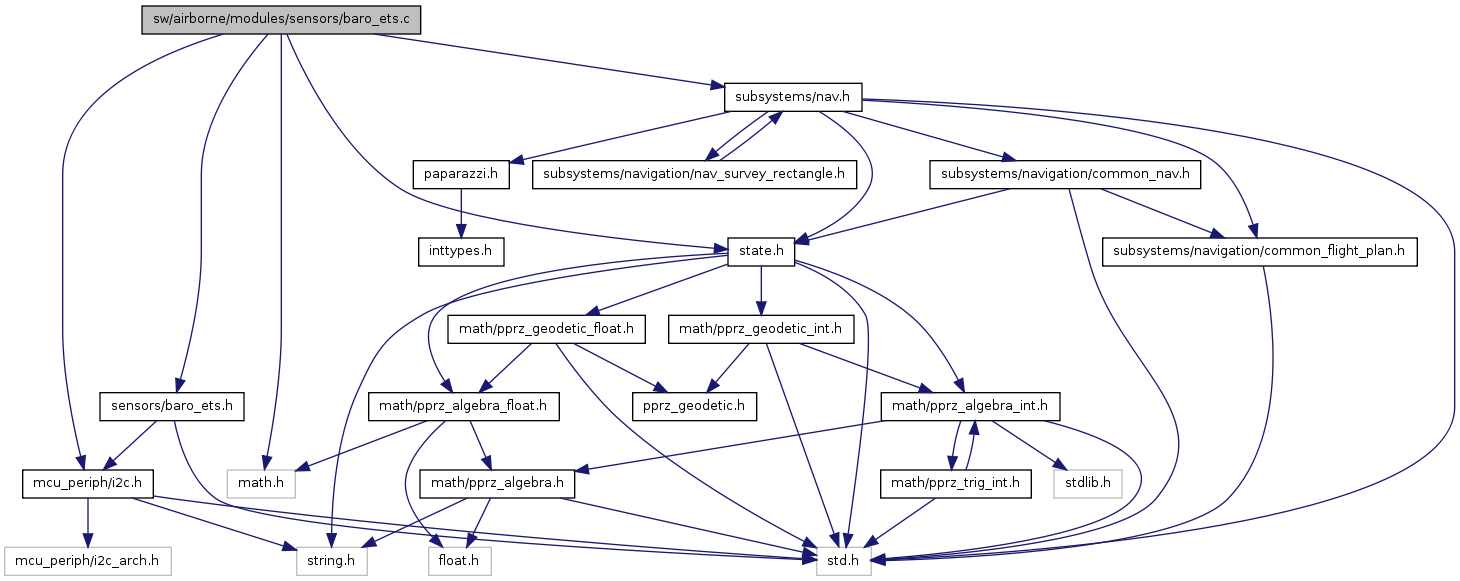 sw/airborne/modules/sensors/baro_ets.c
subsystems/nav.h
paparazzi.h
subsystems/navigation/nav_survey_rectangle.h
subsystems/navigation/common_nav.h
inttypes.h
state.h
subsystems/navigation/common_flight_plan.h
math/pprz_geodetic_float.h
math/pprz_geodetic_int.h
sensors/baro_ets.h
math/pprz_algebra_float.h
pprz_geodetic.h
math/pprz_algebra_int.h
mcu_periph/i2c.h
math.h
math/pprz_algebra.h
math/pprz_trig_int.h
stdlib.h
mcu_periph/i2c_arch.h
string.h
float.h
std.h